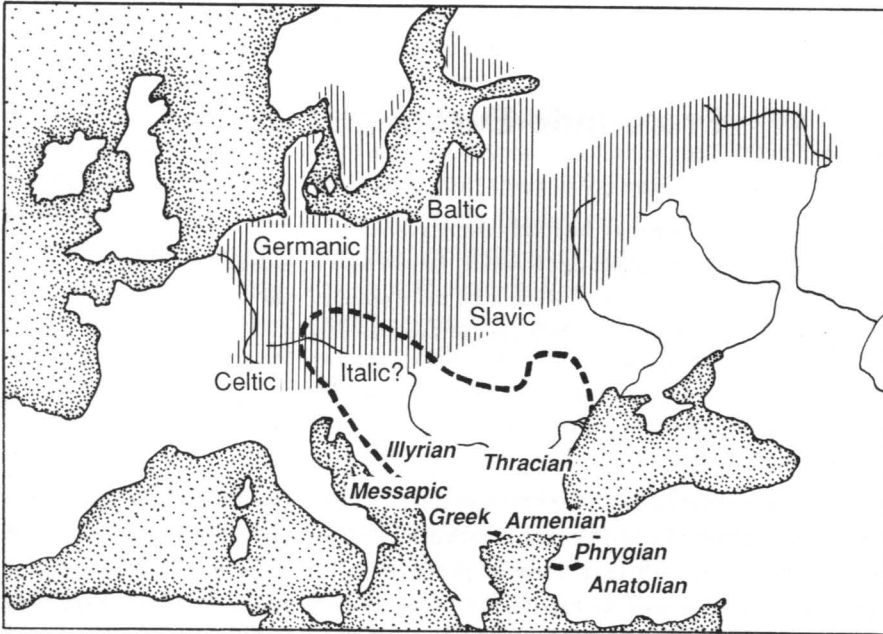 Baltic
Germanic
Slavic
Celtic
Italic?
Illyrian
Thracian
Messapic
Greek
Armenian
Phrygian
Anatolian